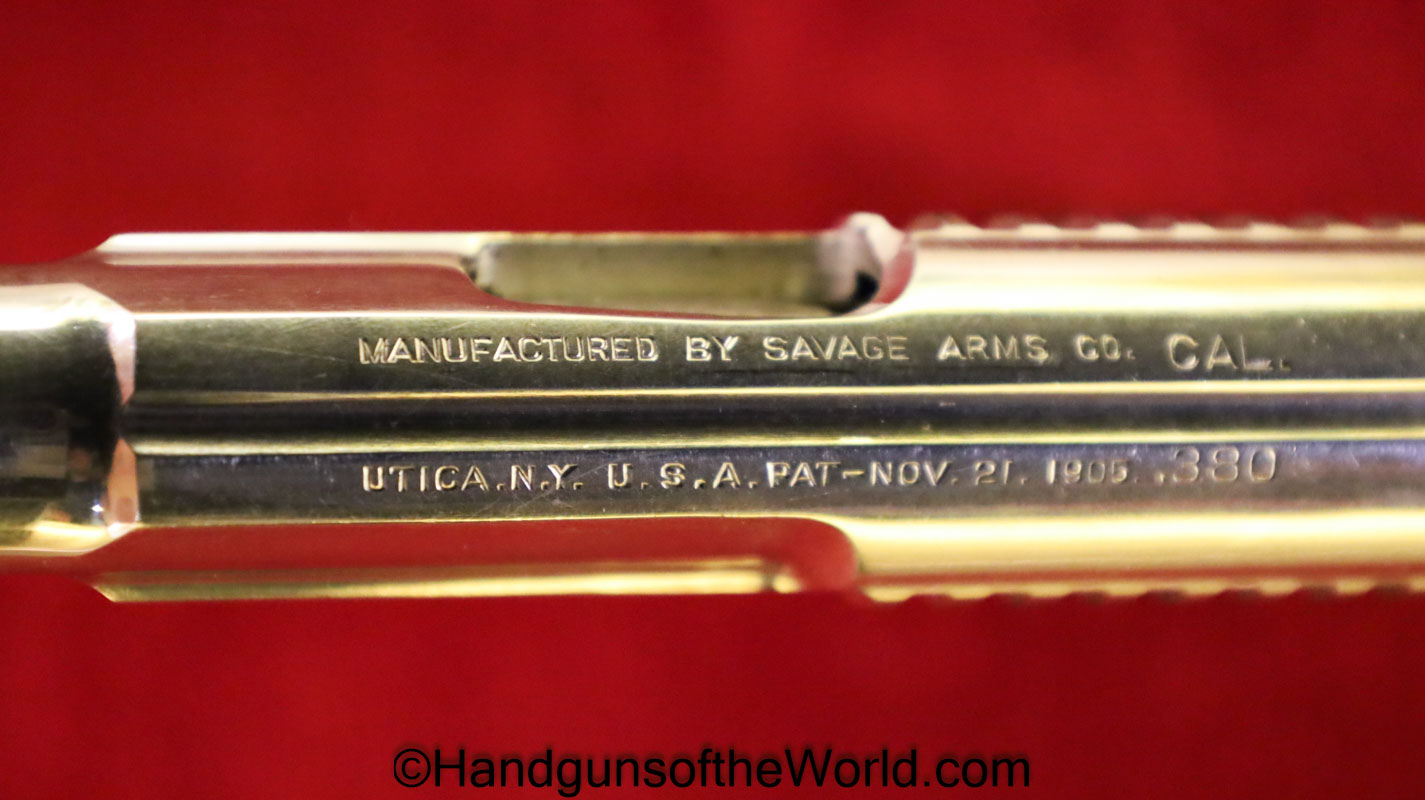 MANUFACTURED BY SAVAGE ARMS CO. CAL.
UTICA.N.Y. U.S.A. PAT-NOV. 21. 1905. .380
©HandgunsoftheWorld.com